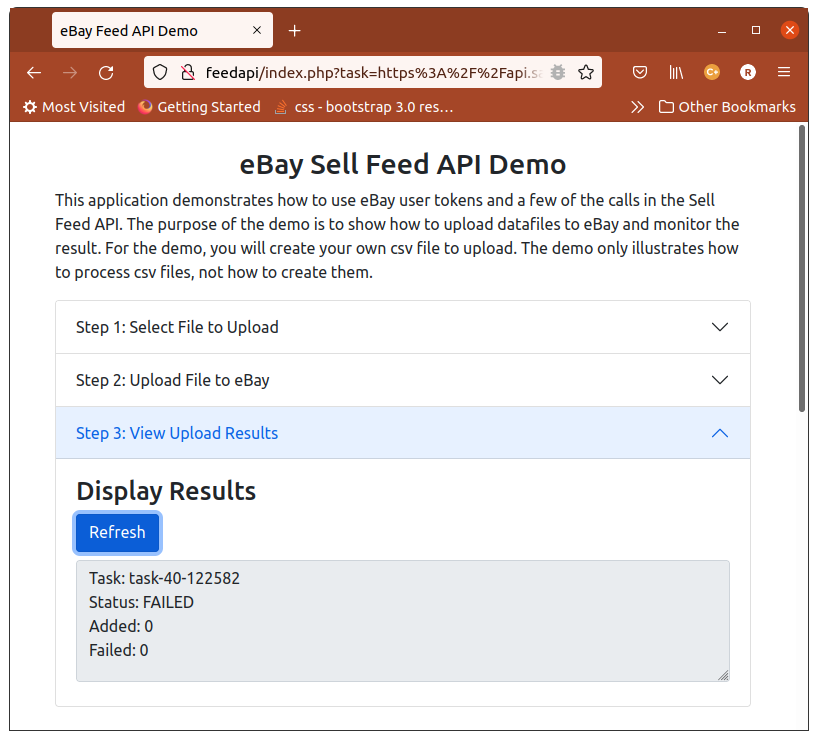 eBay Feed API Demo
feedapi/index.php?task=https%3A%2F%2Fapi.sa
Most Visited Getting Started css - bootstrap 3.0 res… Other Bookmarks
eBay Sell Feed API Demo
This application demonstrates how to use eBay user tokens and a few of the calls in the Sell
Feed API. The purpose of the demo is to show how to upload datafiles to eBay and monitor the
result. For the demo, you will create your own csv file to upload. The demo only illustrates how
to process csv files, not how to create them.
Step 1: Select File to Upload
Step 2: Upload File to eBay
Step 3: View Upload Results
Display Results
Refresh
Task: task-40-122582
Status: FAILED
Added: 0
Failed: 0